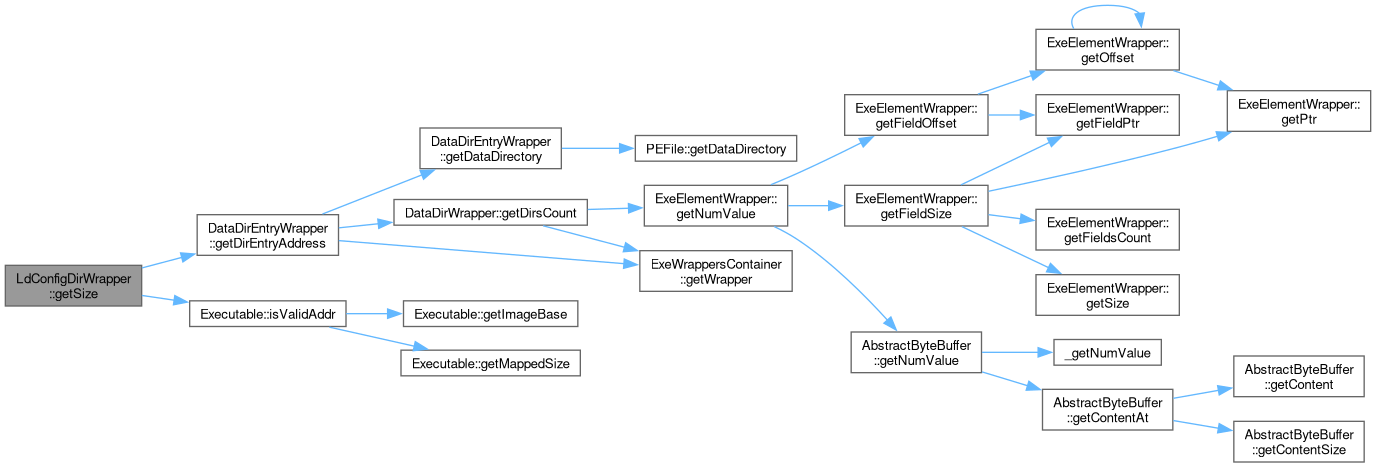 LdConfigDirWrapper
::getSize
DataDirEntryWrapper
::getDirEntryAddress
Executable::isValidAddr
DataDirEntryWrapper
::getDataDirectory
DataDirWrapper::getDirsCount
Executable::getImageBase
Executable::getMappedSize
PEFile::getDataDirectory
ExeElementWrapper::
getNumValue
ExeWrappersContainer
::getWrapper
ExeElementWrapper::
getFieldOffset
ExeElementWrapper::
getFieldSize
AbstractByteBuffer
::getNumValue
ExeElementWrapper::
getOffset
ExeElementWrapper::
getFieldPtr
ExeElementWrapper::
getFieldsCount
ExeElementWrapper::
getSize
_getNumValue
AbstractByteBuffer
::getContentAt
ExeElementWrapper::
getPtr
AbstractByteBuffer
::getContent
AbstractByteBuffer
::getContentSize